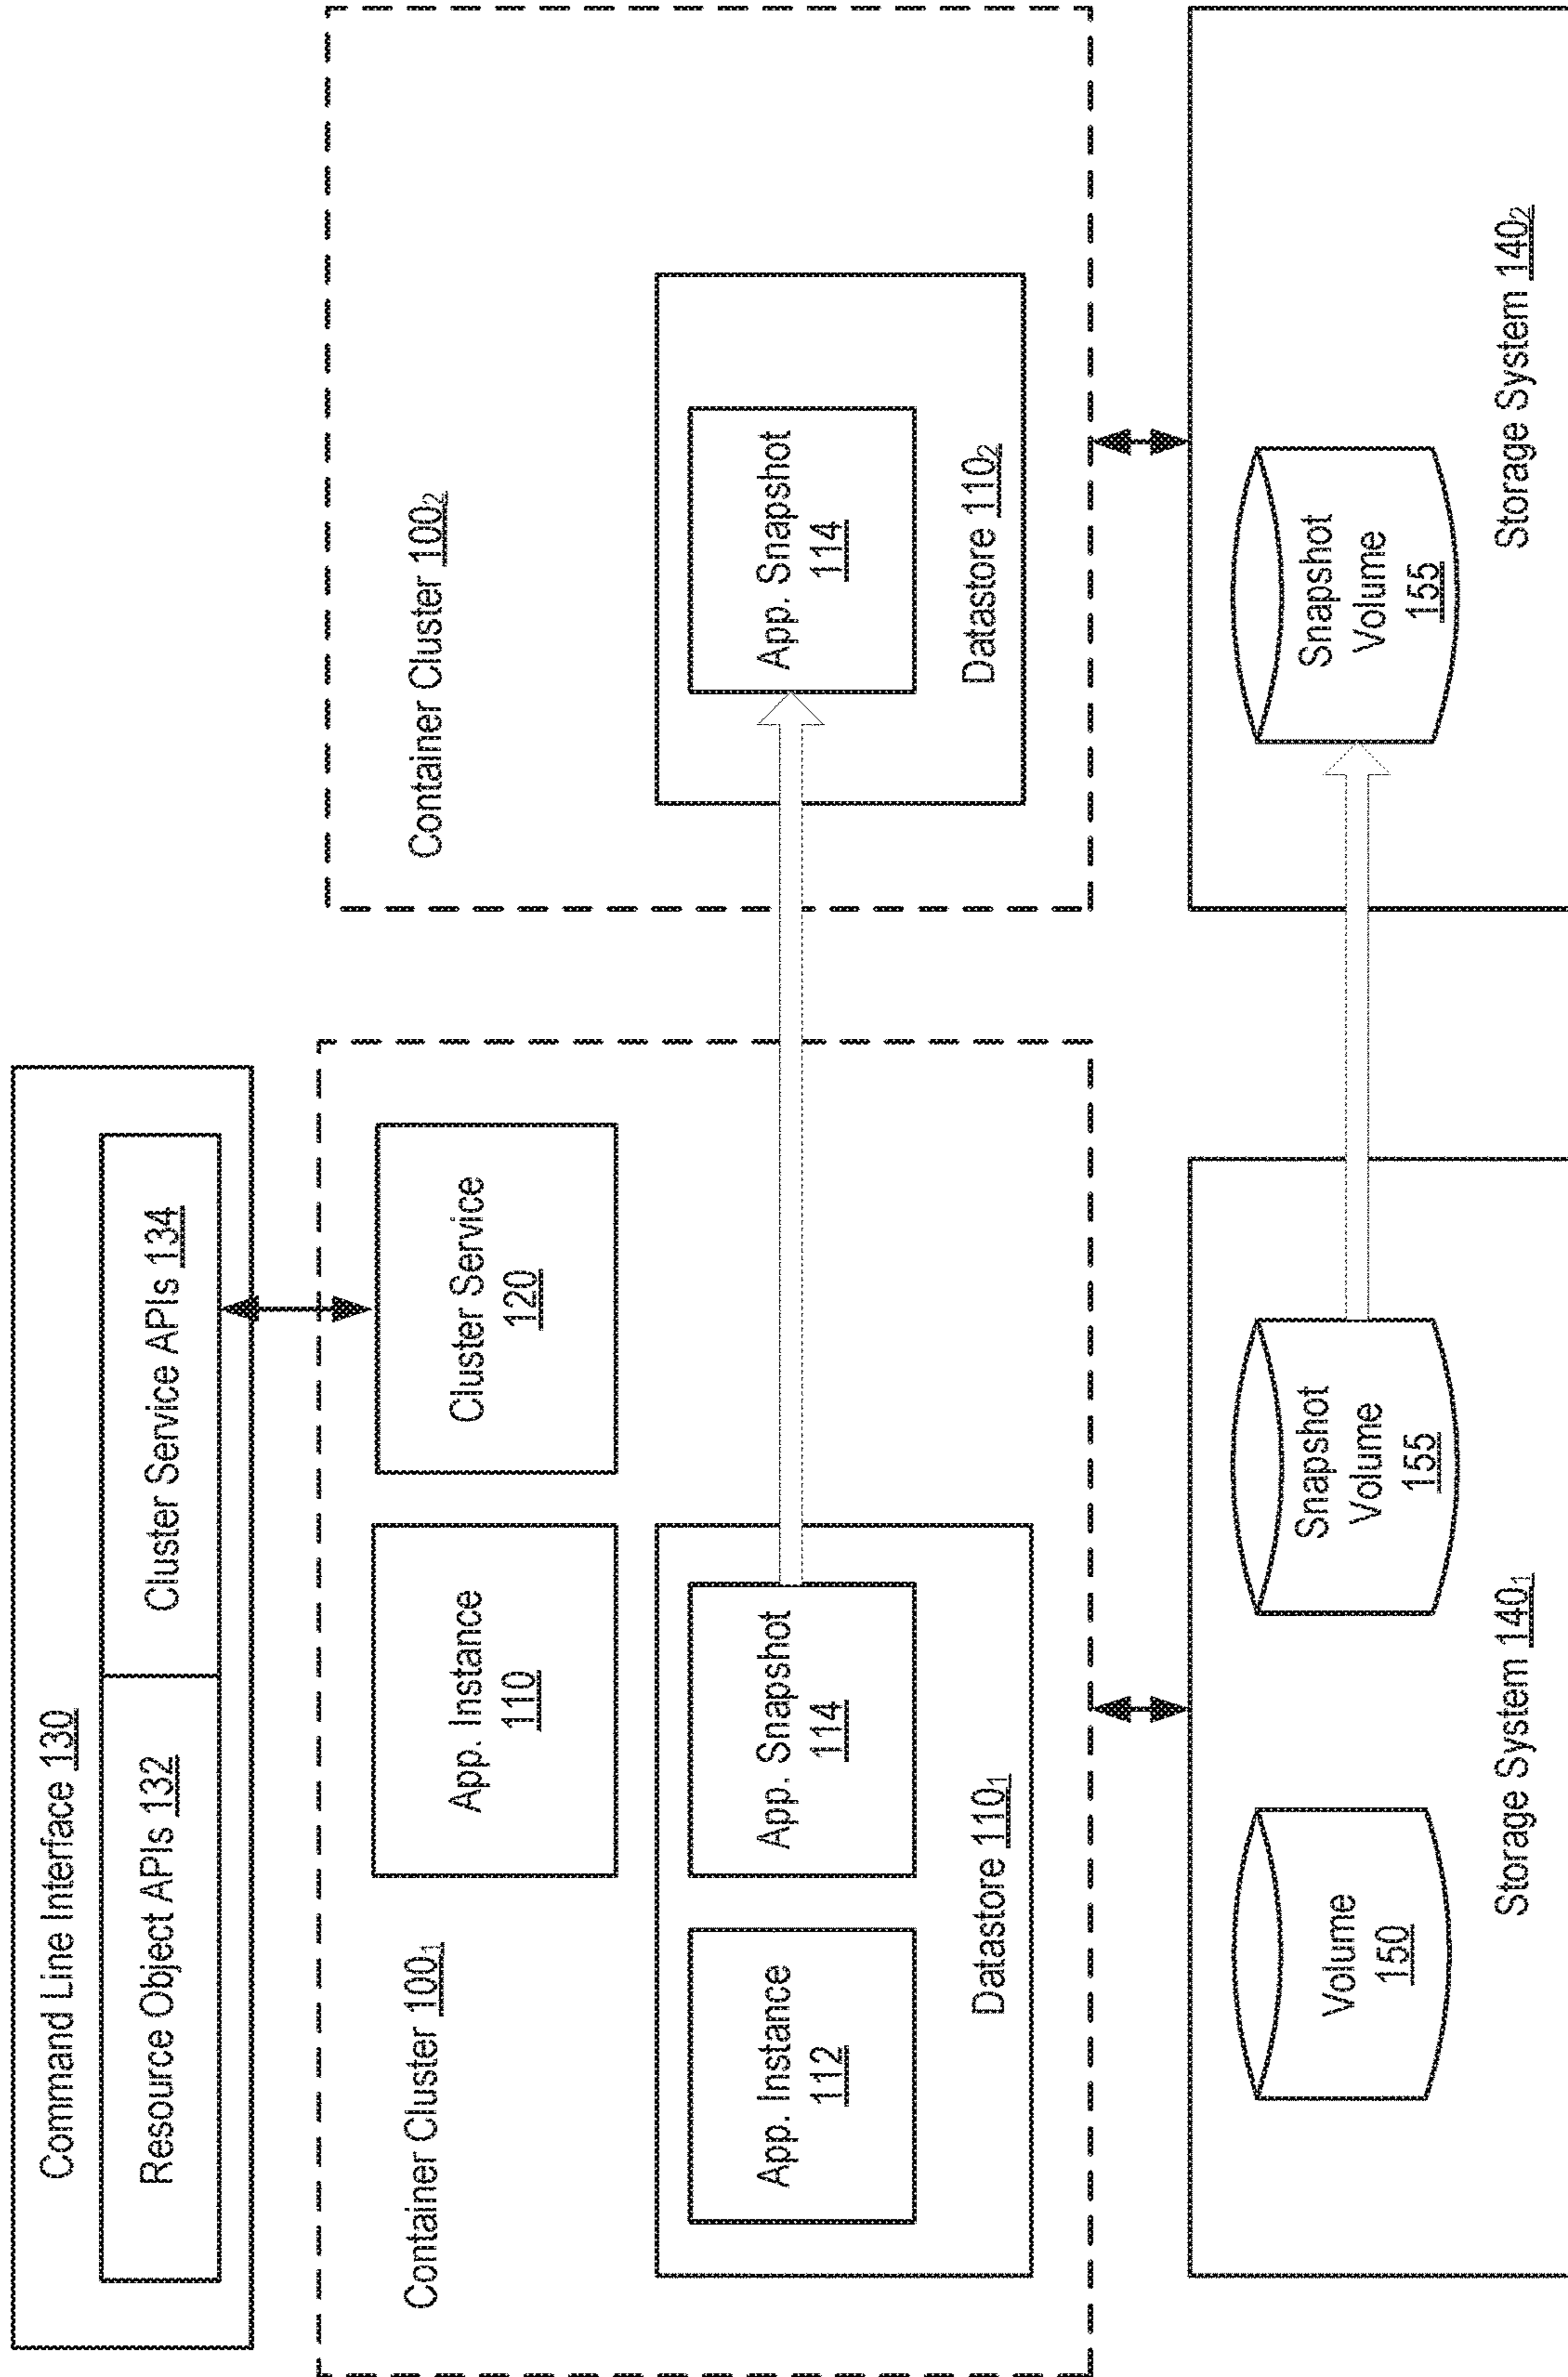 Command Line Interface 130
Resource Object APIs 132
Cluster Service APIs 134
Container Cluster 100₁
App. Instance
110
Cluster Service
120
App. Instance
112
App. Snapshot
114
Datastore 110₁
Container Cluster 100₂
App. Snapshot
114
Datastore 110₂
Volume
150
Snapshot
Volume
155
Storage System 140₁
Snapshot
Volume
155
Storage System 140₂